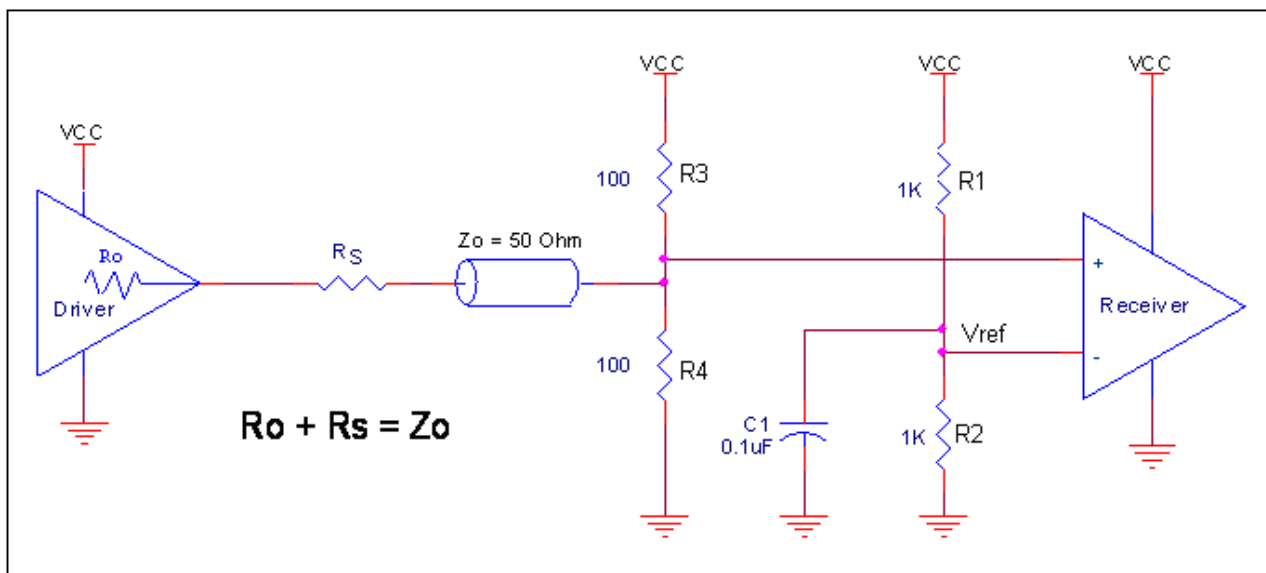 VCC
VCC
VCC
VCC
100
R3
1K
R1
Zo = 50 Ohm
Ro
RS
+
Driver
Receiver
Vref
-
100
R4
Ro + Rs = Zo
C1
0.1uF
1K
R2